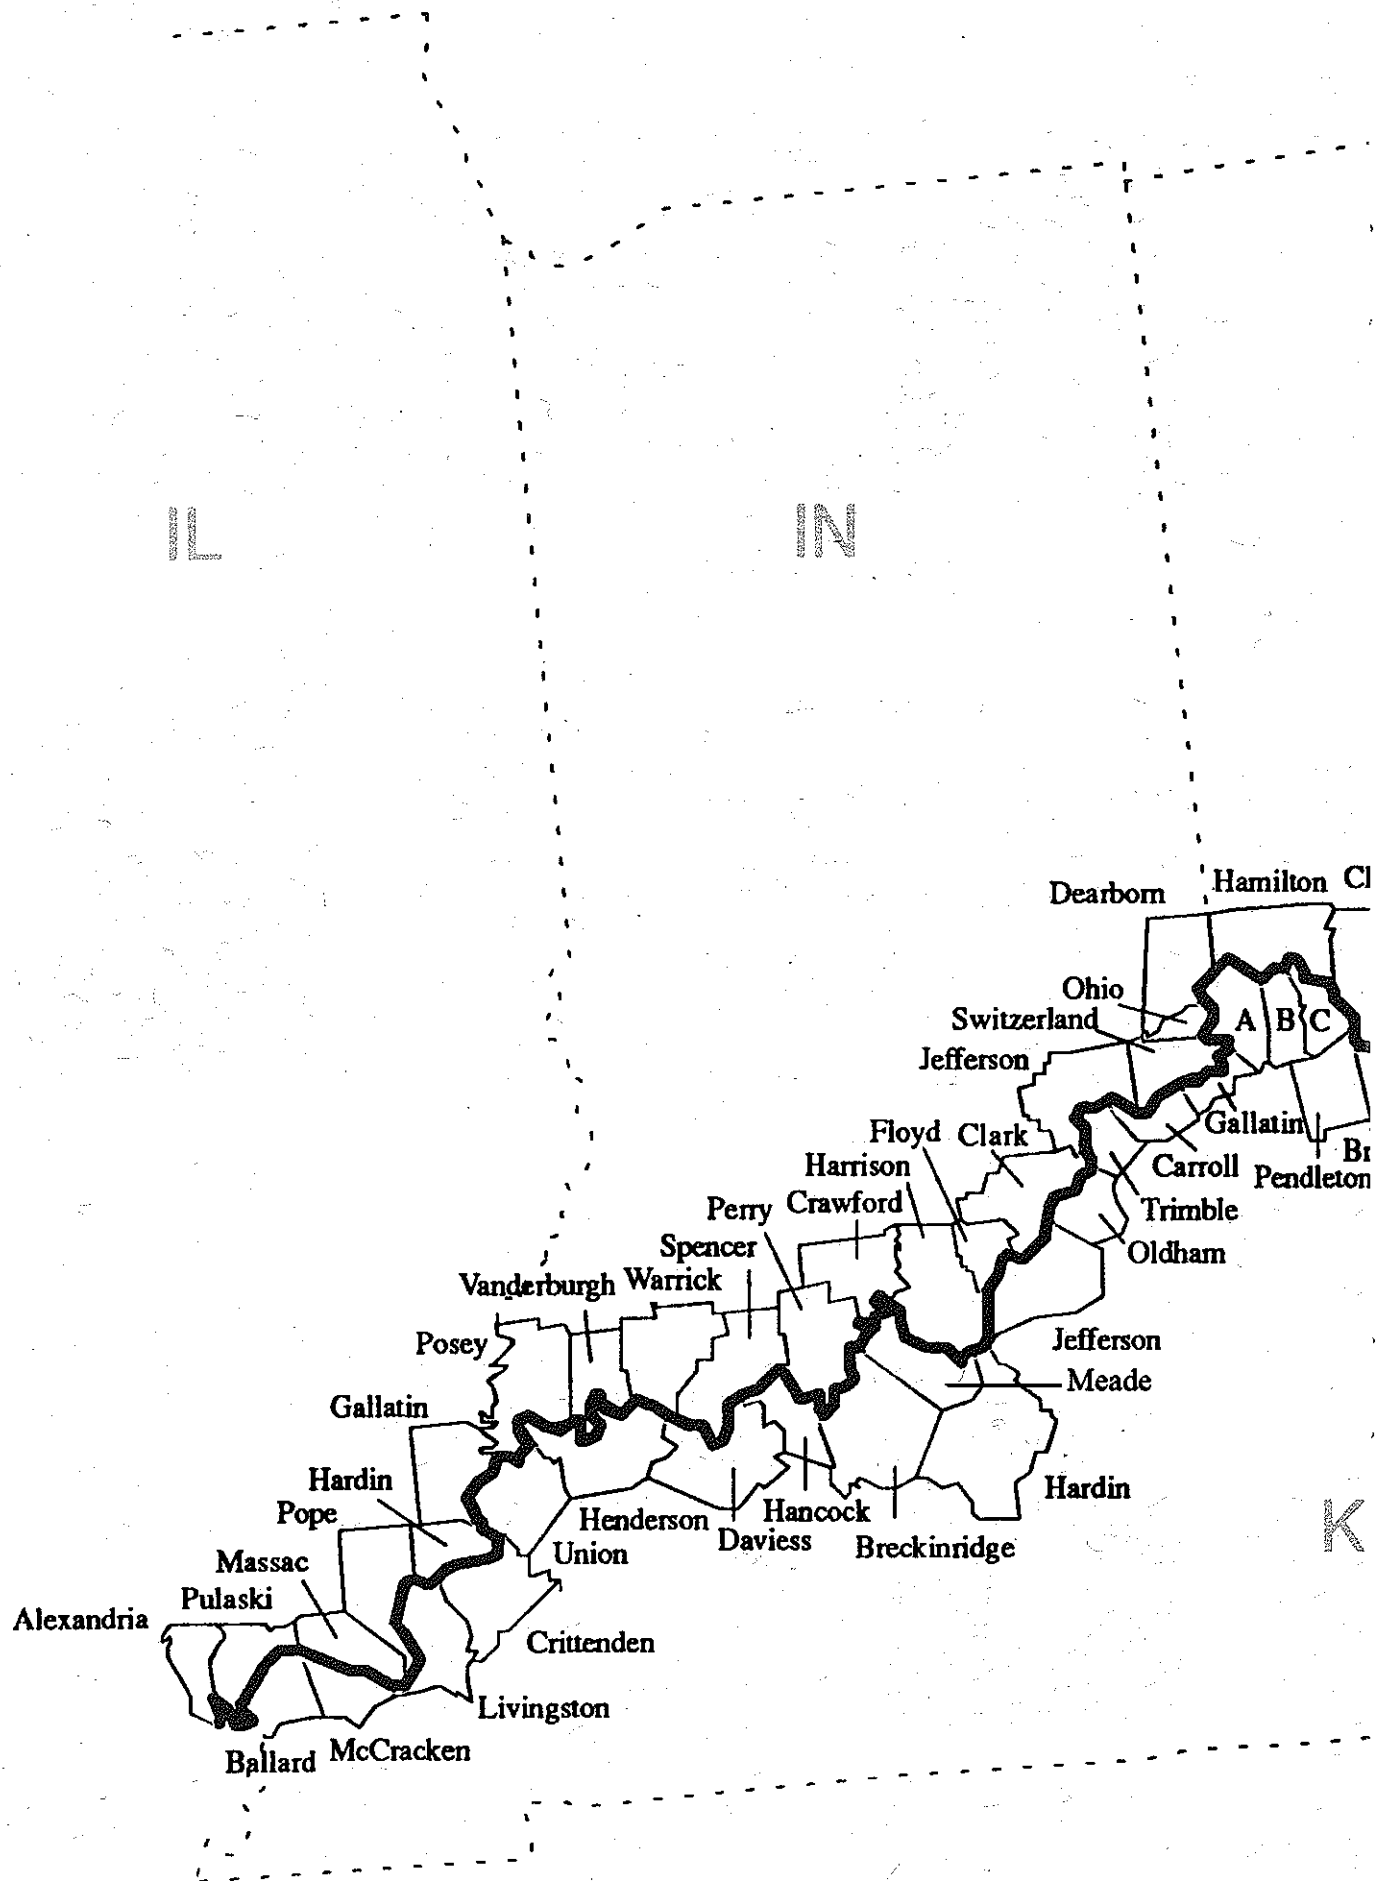 IL
IN
Dearborn
Hamilton
Cl
Ohio
Switzerland
A
B
C
Jefferson
Gallatin
Floyd
Clark
Harrison
Carroll
Br
Pendleton
Crawford
Perry
Trimble
Spencer
Oldham
Vanderburgh
Warrick
Posey
Jefferson
Meade
Gallatin
Hardin
Hardin
Pope
Henderson
Hancock
Daviess
Union
Breckinridge
K
Massac
Pulaski
Alexandria
Crittenden
Livingston
Ballard
McCracken